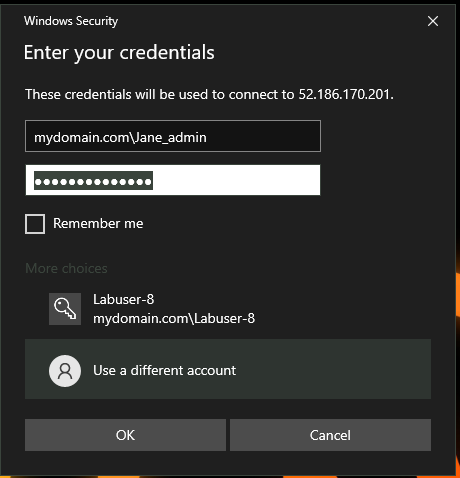 Windows Security
Enter your credentials
These credentials will be used to connect to 52.186.170.201.
mydomain.com\Jane_admin
●●●●●●●●●●●●●●
Remember me
More choices
Labuser-8
mydomain.com\Labuser-8
Use a different account
OK
Cancel